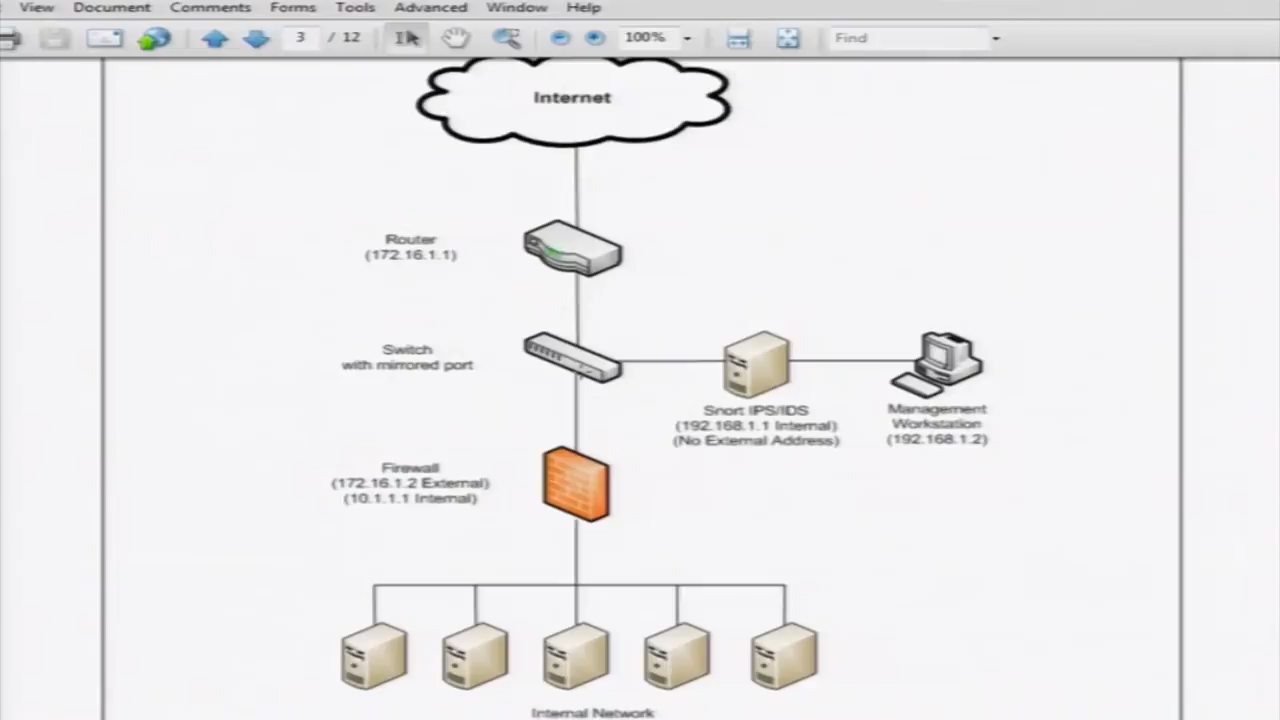 View Document Comments Forms Tools Advanced Window Help
3 / 12 100% Find
Internet
Router
(172.16.1.1)
Switch
with mirrored port
Snort IPS/IDS
(192.168.1.1 Internal)
(No External Address)
Management
Workstation
(192.168.1.2)
Firewall
(172.16.1.2 External)
(10.1.1.1 Internal)
Internal Network